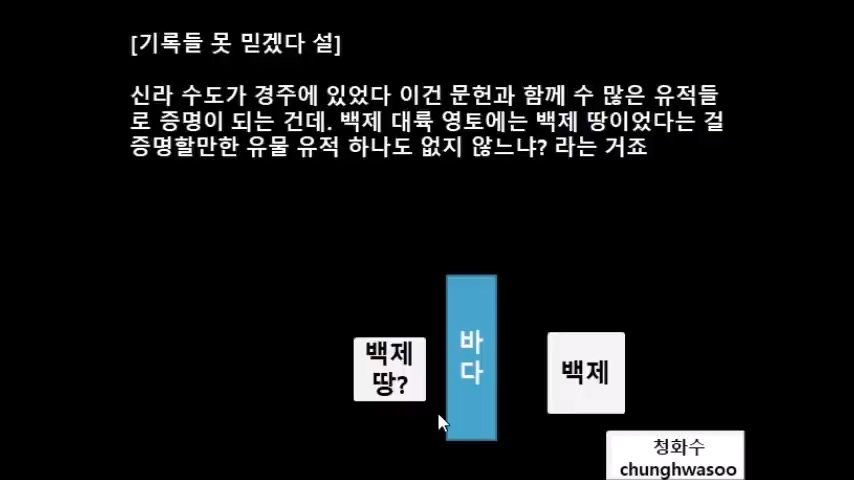 [기록들 못 믿겠다 설]
신라 수도가 경주에 있었다 이건 문헌과 함께 수 많은 유적들
로 증명이 되는 건데. 백제 대륙 영토에는 백제 땅이었다는 걸
증명할만한 유물 유적 하나도 없지 않느냐? 라는 거죠
백제
땅?
바
다
백제
청화수
chunghwasoo